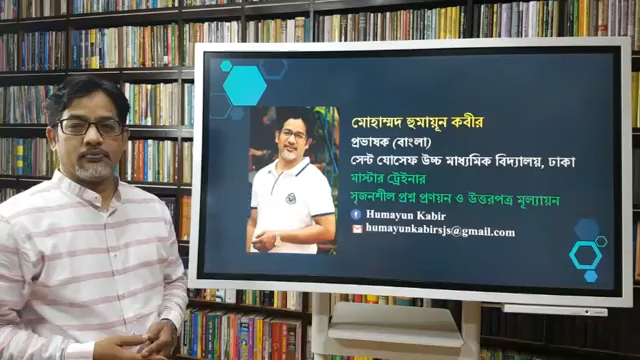 মোহাম্মদ হুমায়ূন কবীর
প্রভাষক (বাংলা)
সেন্ট যোসেফ উচ্চ মাধ্যমিক বিদ্যালয়, ঢাকা
মাস্টার ট্রেইনার
সৃজনশীল প্রশ্ন প্রণয়ন ও উত্তরপত্র মূল্যায়ন
Humayun Kabir
humayunkabirsjs@gmail.com